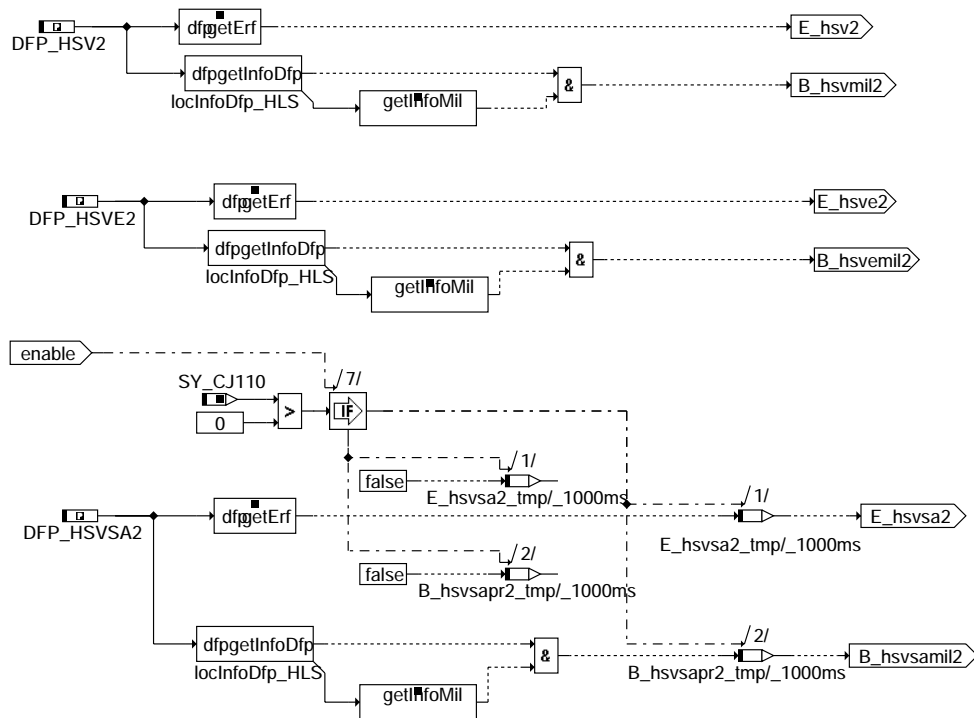 DFP_HSV2
dfpgetErf
E_hsv2
dfpgetInfoDfp
locInfoDfp_HLS
getInfoMil
&
B_hsvmil2
DFP_HSVE2
dfpgetErf
E_hsve2
dfpgetInfoDfp
locInfoDfp_HLS
getInfoMil
&
B_hsvemil2
enable
SY_CJ110
0
>
/7/
IF
/1/
false
E_hsvsa2_tmp/_1000ms
DFP_HSVSA2
dfpgetErf
/1/
E_hsvsa2_tmp/_1000ms
E_hsvsa2
/2/
false
B_hsvsapr2_tmp/_1000ms
dfpgetInfoDfp
locInfoDfp_HLS
getInfoMil
&
/2/
B_hsvsapr2_tmp/_1000ms
B_hsvsamil2